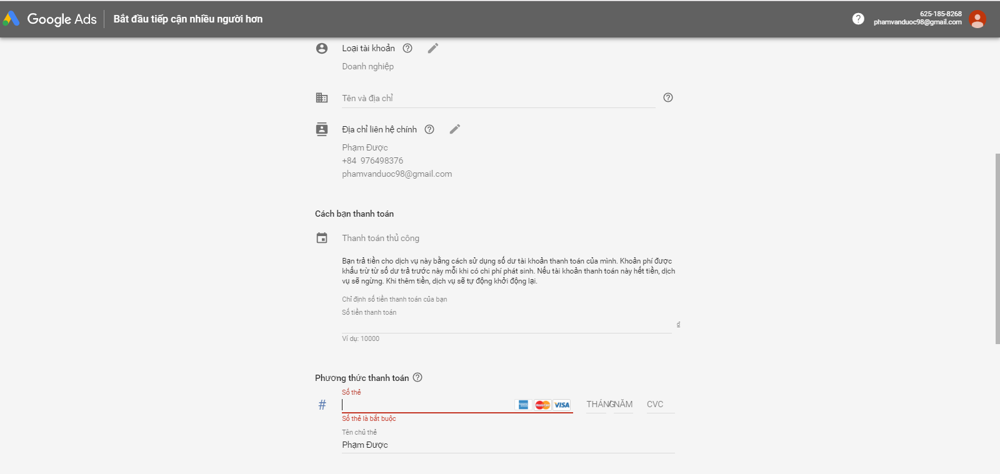 Google Ads
Bắt đầu tiếp cận nhiều người hơn
?
625-185-8268
phamvanduoc98@gmail.com
Loại tài khoản ?
Doanh nghiệp
Tên và địa chỉ ?
Địa chỉ liên hệ chính ?
Phạm Được
+84 976498376
phamvanduoc98@gmail.com
Cách bạn thanh toán
Thanh toán thủ công
Bạn trả tiền cho dịch vụ này bằng cách sử dụng số dư tài khoản thanh toán của mình. Khoản phí được
khấu trừ từ số dư trả trước này mỗi khi có chi phí phát sinh. Nếu tài khoản thanh toán này hết tiền, dịch
vụ sẽ ngừng. Khi thêm tiền, dịch vụ sẽ tự động khởi động lại.
Chỉ định số tiền thanh toán của bạn
Số tiền thanh toán
₫
Ví dụ: 10000
Phương thức thanh toán ?
Số thẻ
# MasterCard VISA THÁNG / NĂM CVC
Số thẻ là bắt buộc
Tên chủ thẻ
Phạm Được